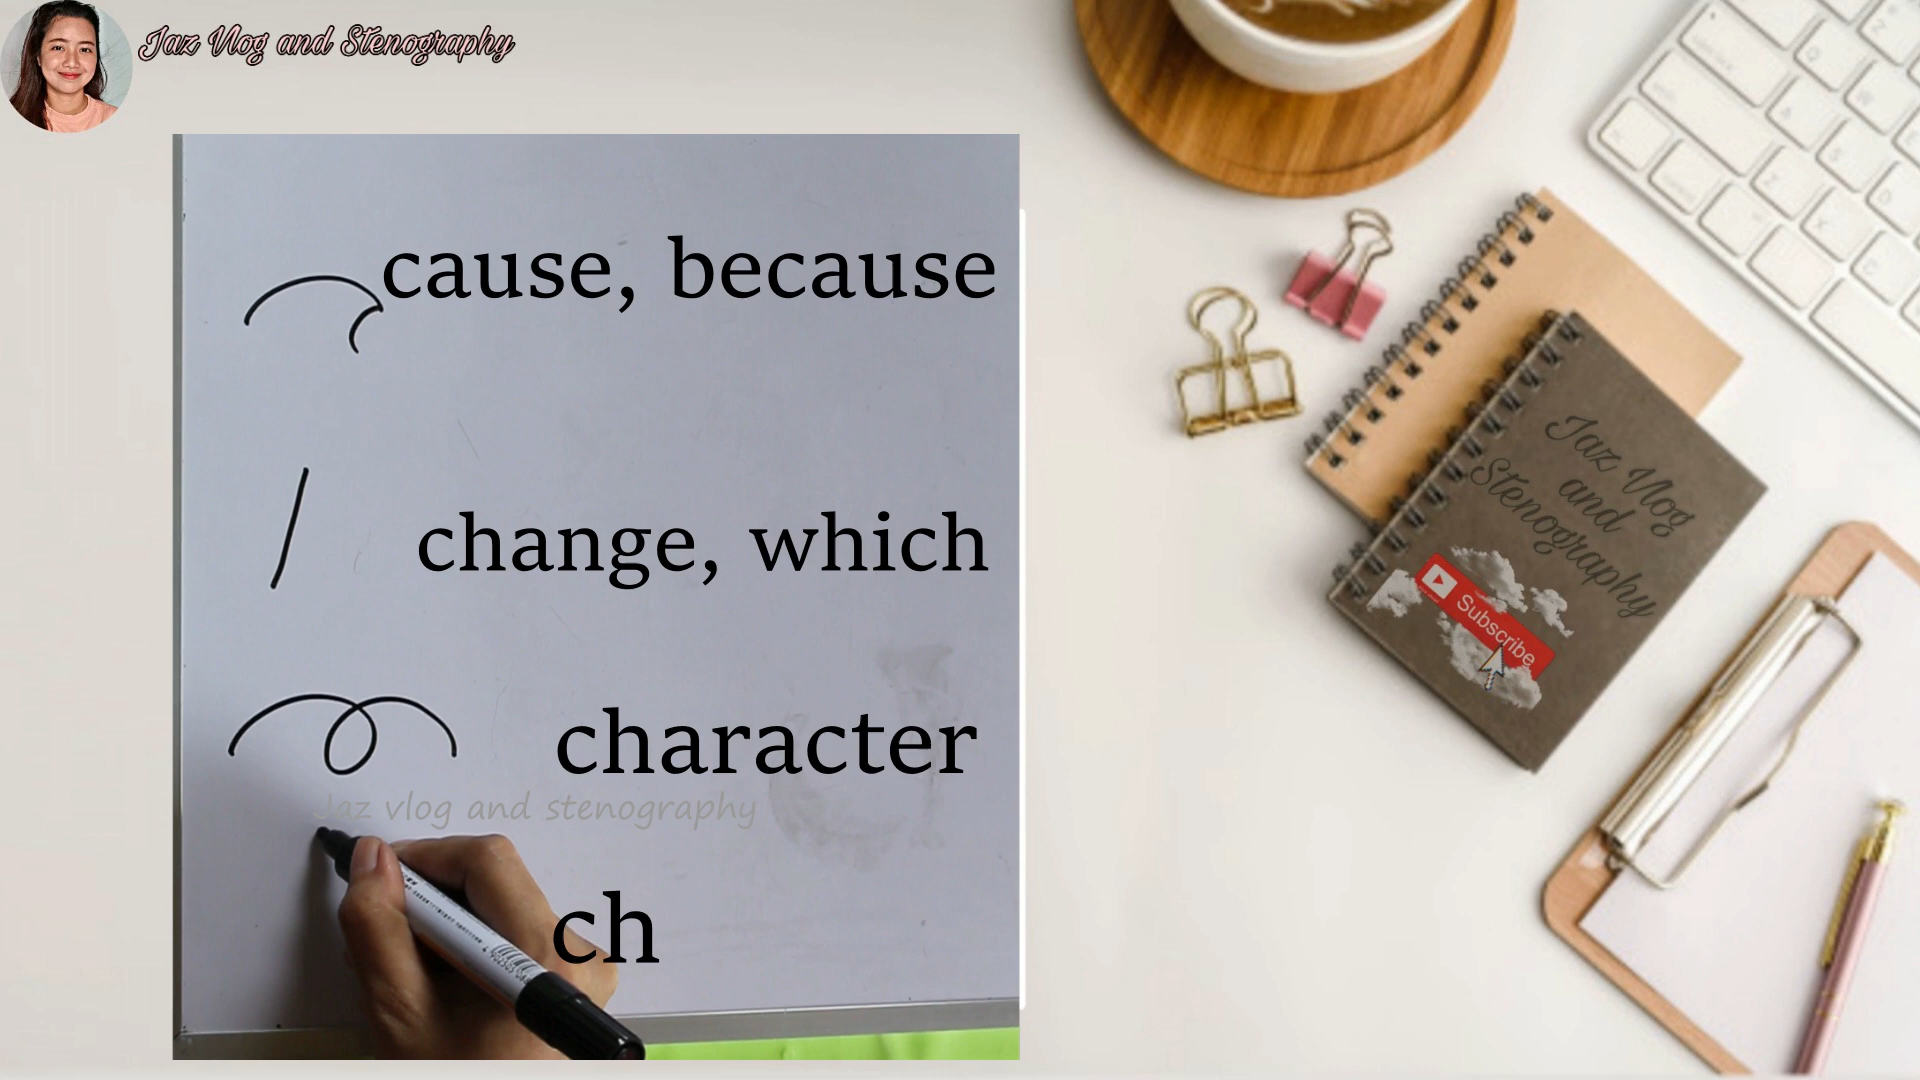 Jaz Vlog and Stenography
cause, because
change, which
character
Jaz vlog and stenography
ch
Jaz Vlog
and
Stenography
Subscribe